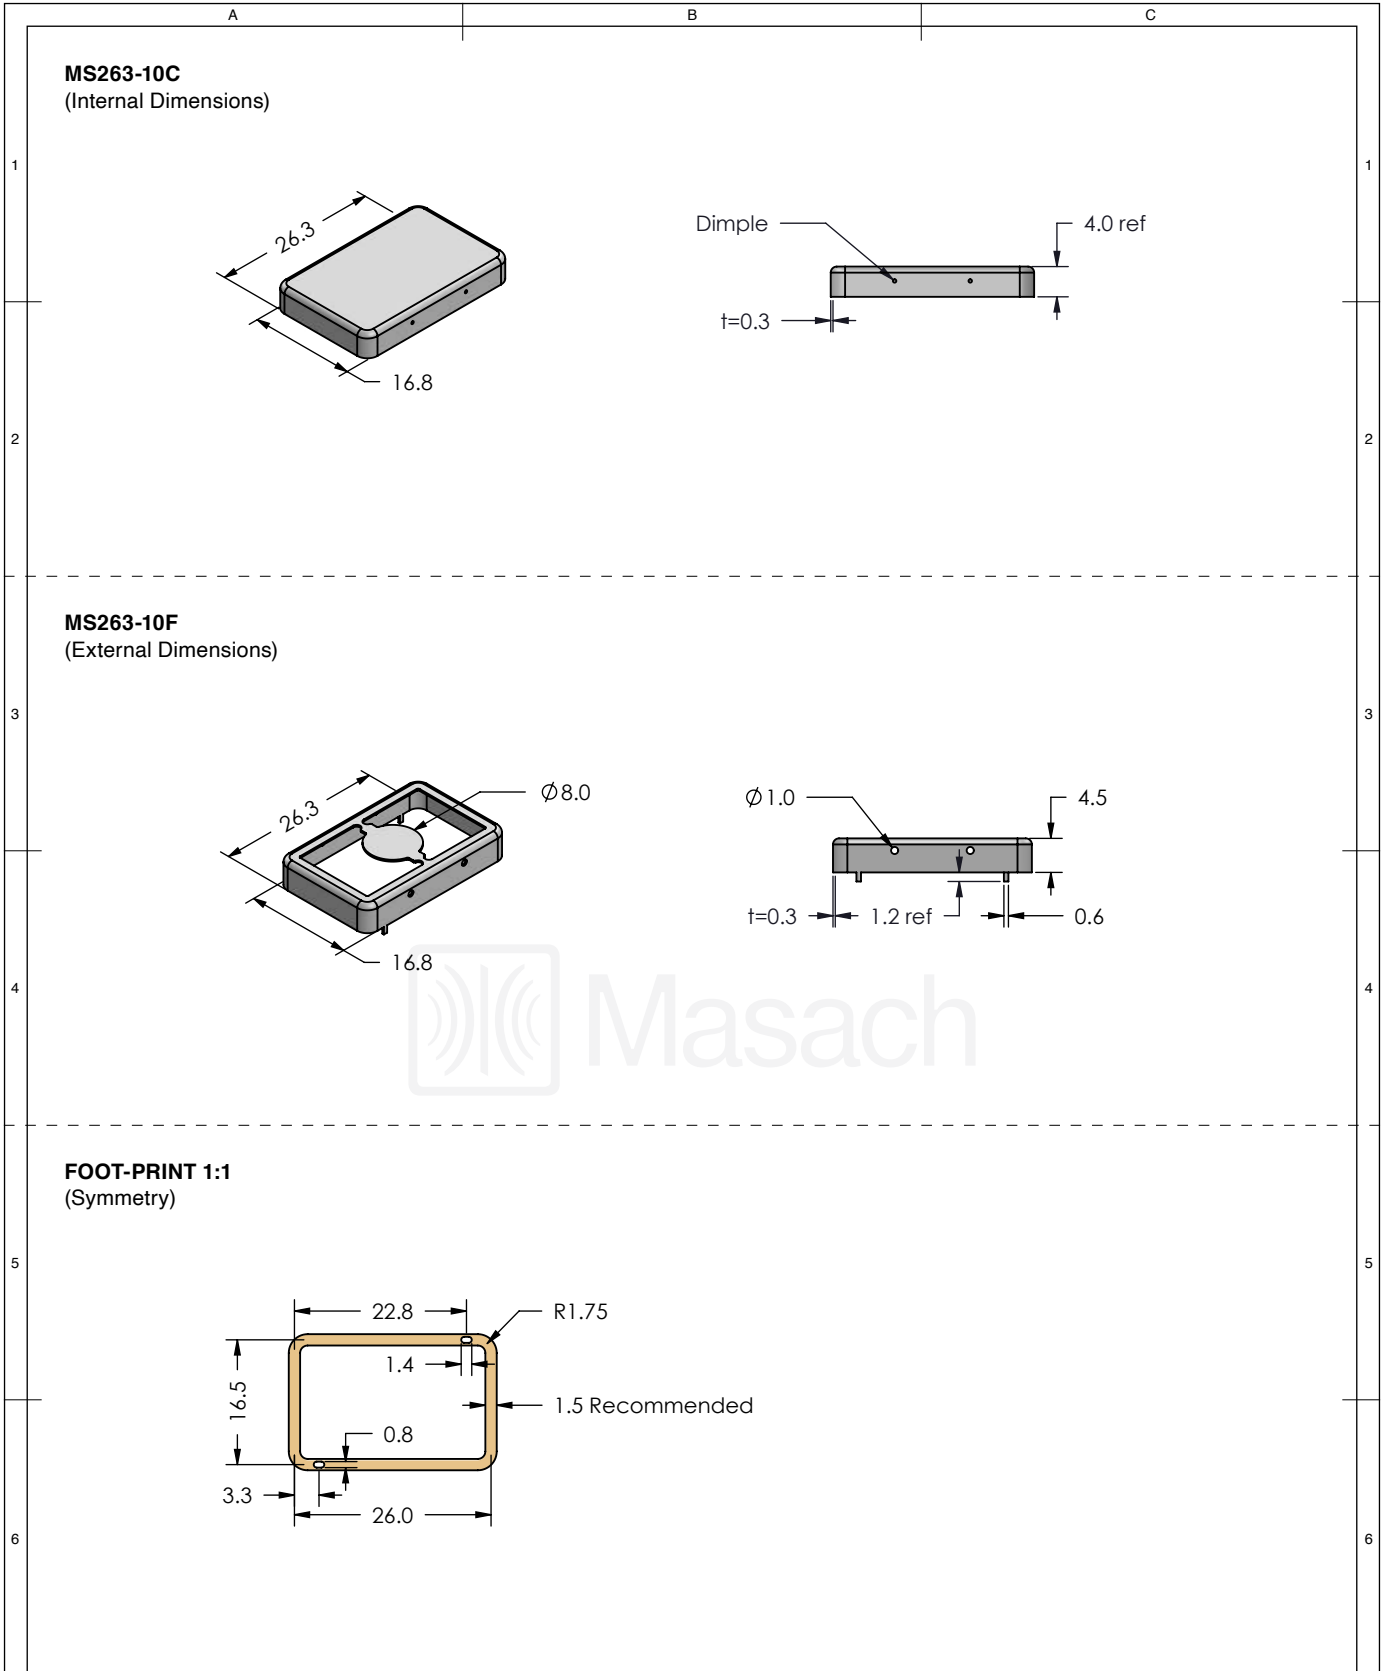 A B C
MS263-10C
(Internal Dimensions)
1 1
26.3
16.8
Dimple
4.0 ref
t=0.3
2 2
MS263-10F
(External Dimensions)
3 3
26.3
Ø8.0
16.8
Ø1.0
4.5
t=0.3
1.2 ref
0.6
Masach
4 4
FOOT-PRINT 1:1
(Symmetry)
5 5
22.8
R1.75
1.4
16.5
1.5 Recommended
0.8
3.3
26.0
6 6